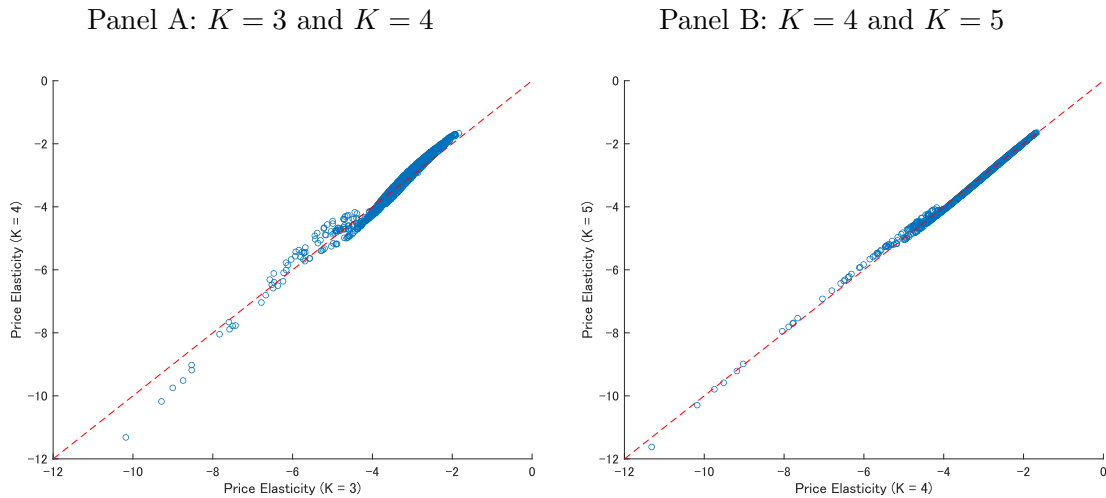 Panel A: K = 3 and K = 4
0
-2
-4
-6
-8
-10
-12
Price Elasticity (K = 4)
-12 -10 -8 -6 -4 -2 0
Price Elasticity (K = 3)
Panel B: K = 4 and K = 5
0
-2
-4
-6
-8
-10
-12
Price Elasticity (K = 5)
-12 -10 -8 -6 -4 -2 0
Price Elasticity (K = 4)